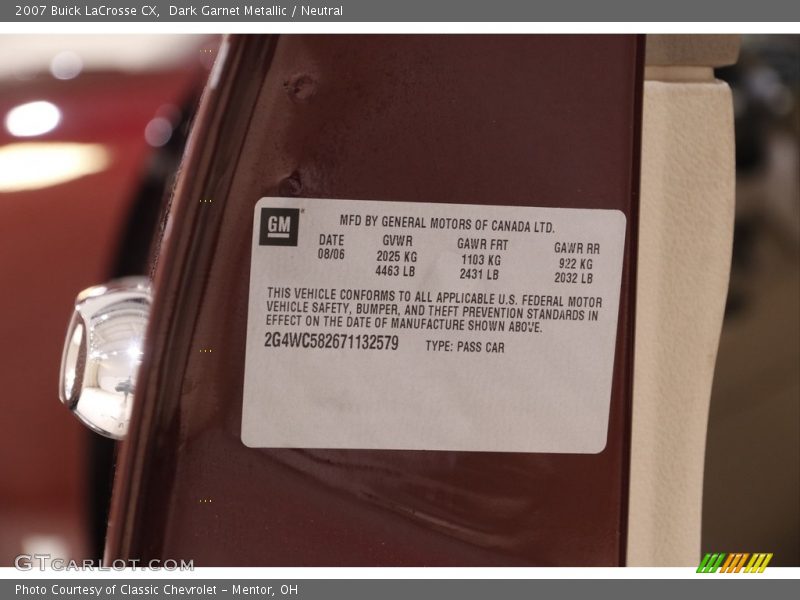 2007 Buick LaCrosse CX, Dark Garnet Metallic / Neutral
GM
MFD BY GENERAL MOTORS OF CANADA LTD.
DATE GVWR GAWR FRT GAWR RR
08/06 2025 KG 1103 KG 922 KG
4463 LB 2431 LB 2032 LB
THIS VEHICLE CONFORMS TO ALL APPLICABLE U.S. FEDERAL MOTOR
VEHICLE SAFETY, BUMPER, AND THEFT PREVENTION STANDARDS IN
EFFECT ON THE DATE OF MANUFACTURE SHOWN ABOVE.
2G4WC582671132579 TYPE: PASS CAR
GTCARLOT.COM
Photo Courtesy of Classic Chevrolet - Mentor, OH